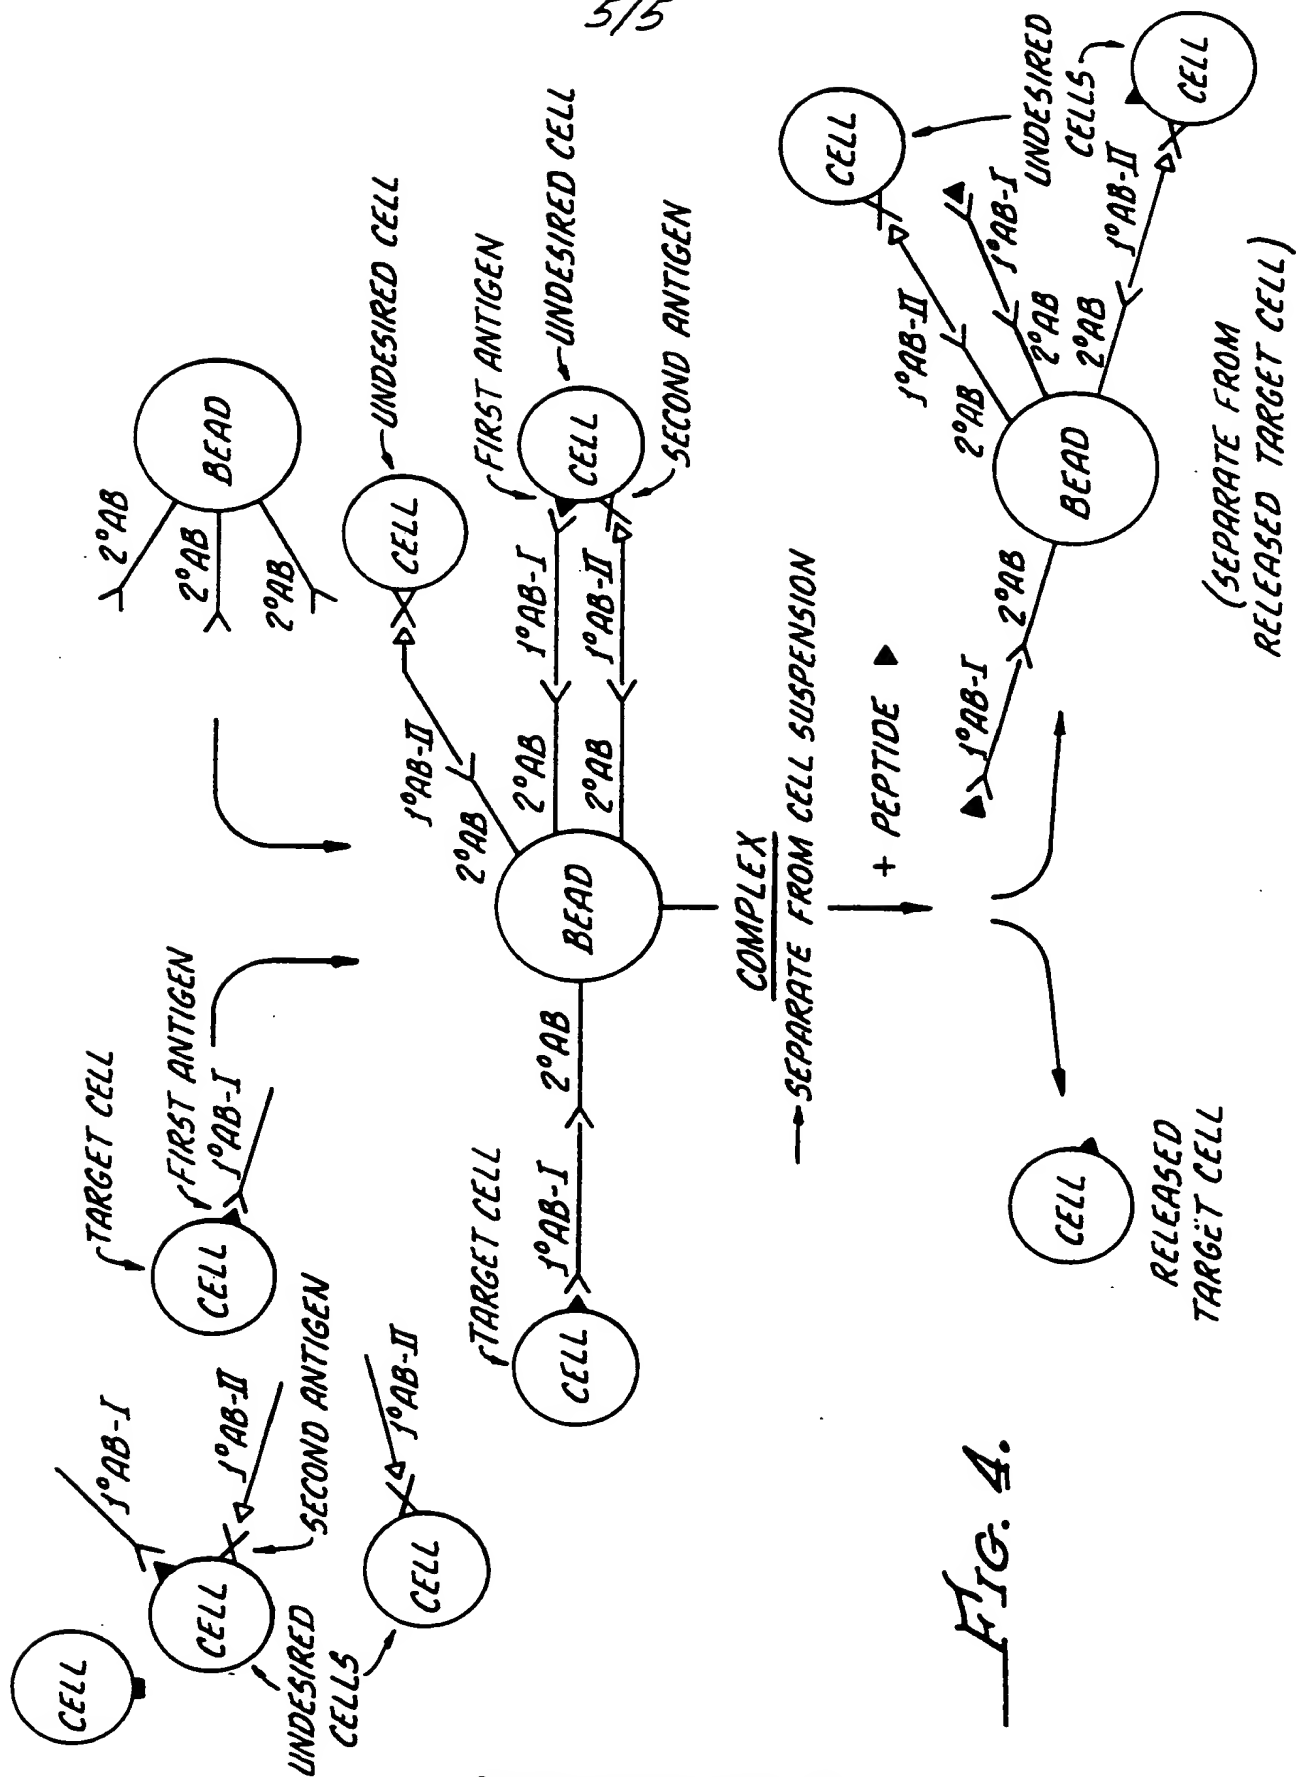 5/5
CELL
1°AB-I
CELL
1°AB-II
SECOND ANTIGEN
UNDESIRED
CELLS
CELL
1°AB-II
TARGET CELL
CELL
FIRST ANTIGEN
1°AB-I
2°AB
2°AB
2°AB
BEAD
TARGET CELL
CELL
1°AB-I
2°AB
BEAD
2°AB
1°AB-II
CELL
UNDESIRED CELL
2°AB
1°AB-I
FIRST ANTIGEN
2°AB
1°AB-II
CELL
UNDESIRED CELL
SECOND ANTIGEN
COMPLEX
SEPARATE FROM CELL SUSPENSION
+ PEPTIDE
CELL
RELEASED
TARGET CELL
1°AB-I
2°AB
BEAD
2°AB
1°AB-II
CELL
2°AB
1°AB-I
UNDESIRED
CELLS
2°AB
1°AB-II
CELL
(SEPARATE FROM
RELEASED TARGET CELL)
FIG. 4.